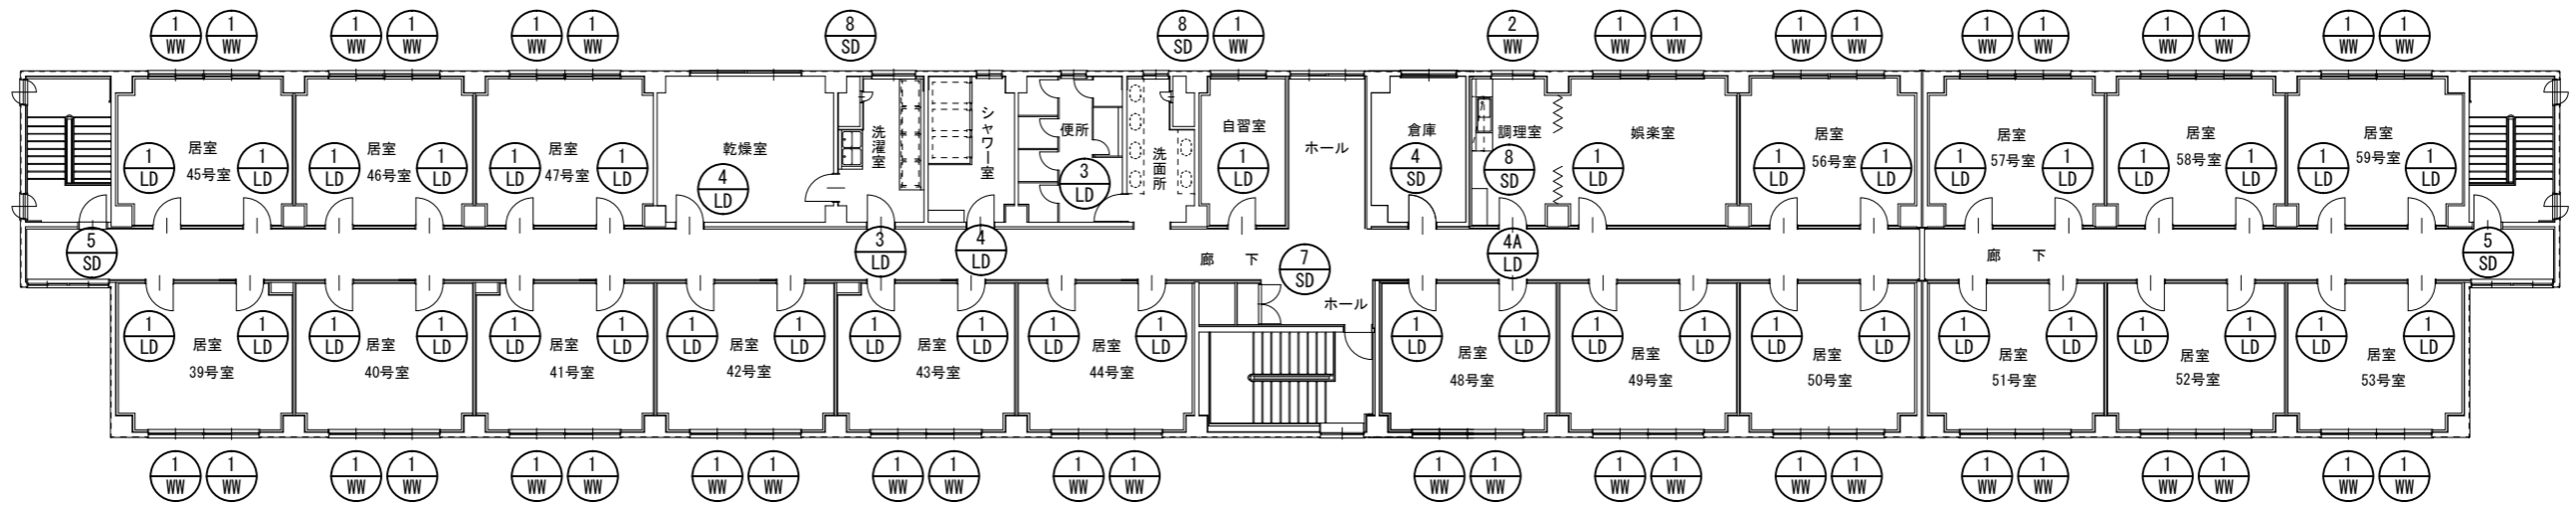 1 1 1 1 1 1 8 8 1 2 1 1 1 1 1 1 1 1 1 1
WW WW WW WW WW WW SD SD WW WW WW WW WW WW WW WW WW WW WW WW
居室
45号室
1
LD
1
LD
居室
46号室
1
LD
1
LD
居室
47号室
1
LD
1
LD
乾燥室
4
LD
洗濯室
シャワー室
便所
3
LD
洗面所
自習室
1
LD
ホール
倉庫
4
SD
調理室
8
SD
娯楽室
1
LD
居室
56号室
1
LD
1
LD
居室
57号室
1
LD
1
LD
居室
58号室
1
LD
1
LD
居室
59号室
1
LD
1
LD
5
SD
3
LD
4
LD
廊 下
7
SD
ホール
4A
LD
廊 下
5
SD
1
LD
1
LD
居室
39号室
1
LD
1
LD
居室
40号室
1
LD
1
LD
居室
41号室
1
LD
1
LD
居室
42号室
1
LD
1
LD
居室
43号室
1
LD
1
LD
居室
44号室
1
LD
1
LD
居室
48号室
1
LD
1
LD
居室
49号室
1
LD
1
LD
居室
50号室
1
LD
1
LD
居室
51号室
1
LD
1
LD
居室
52号室
1
LD
1
LD
居室
53号室
1 1 1 1 1 1 1 1 1 1 1 1 1 1 1 1 1 1 1 1 1 1 1 1
WW WW WW WW WW WW WW WW WW WW WW WW WW WW WW WW WW WW WW WW WW WW WW WW